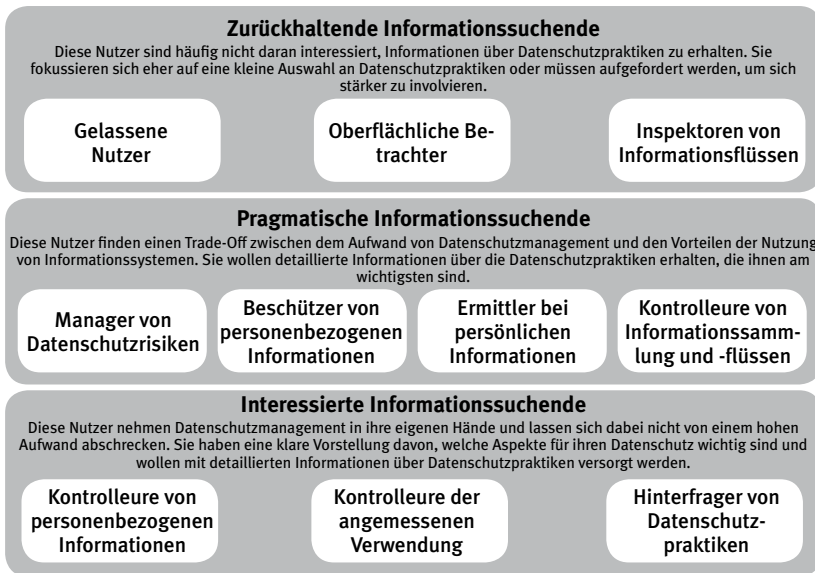 Zurückhaltende Informationssuchende
Diese Nutzer sind häufig nicht daran interessiert, Informationen über Datenschutzpraktiken zu erhalten. Sie
fokussieren sich eher auf eine kleine Auswahl an Datenschutzpraktiken oder müssen aufgefordert werden, um sich
stärker zu involvieren.
Gelassene
Nutzer
Oberflächliche Be-
trachter
Inspektoren von
Informationsflüssen
Pragmatische Informationssuchende
Diese Nutzer finden einen Trade-Off zwischen dem Aufwand von Datenschutzmanagement und den Vorteilen der Nutzung
von Informationssystemen. Sie wollen detaillierte Informationen über die Datenschutzpraktiken erhalten, die ihnen am
wichtigsten sind.
Manager von
Datenschutzrisiken
Beschützer von
personenbezogenen
Informationen
Ermittler bei
persönlichen
Informationen
Kontrolleure von
Informationssamm-
lung und -flüssen
Interessierte Informationssuchende
Diese Nutzer nehmen Datenschutzmanagement in ihre eigenen Hände und lassen sich dabei nicht von einem hohen
Aufwand abschrecken. Sie haben eine klare Vorstellung davon, welche Aspekte für ihren Datenschutz wichtig sind und
wollen mit detaillierten Informationen über Datenschutzpraktiken versorgt werden.
Kontrolleure von
personenbezogenen
Informationen
Kontrolleure der
angemessenen
Verwendung
Hinterfrager von
Datenschutz-
praktiken